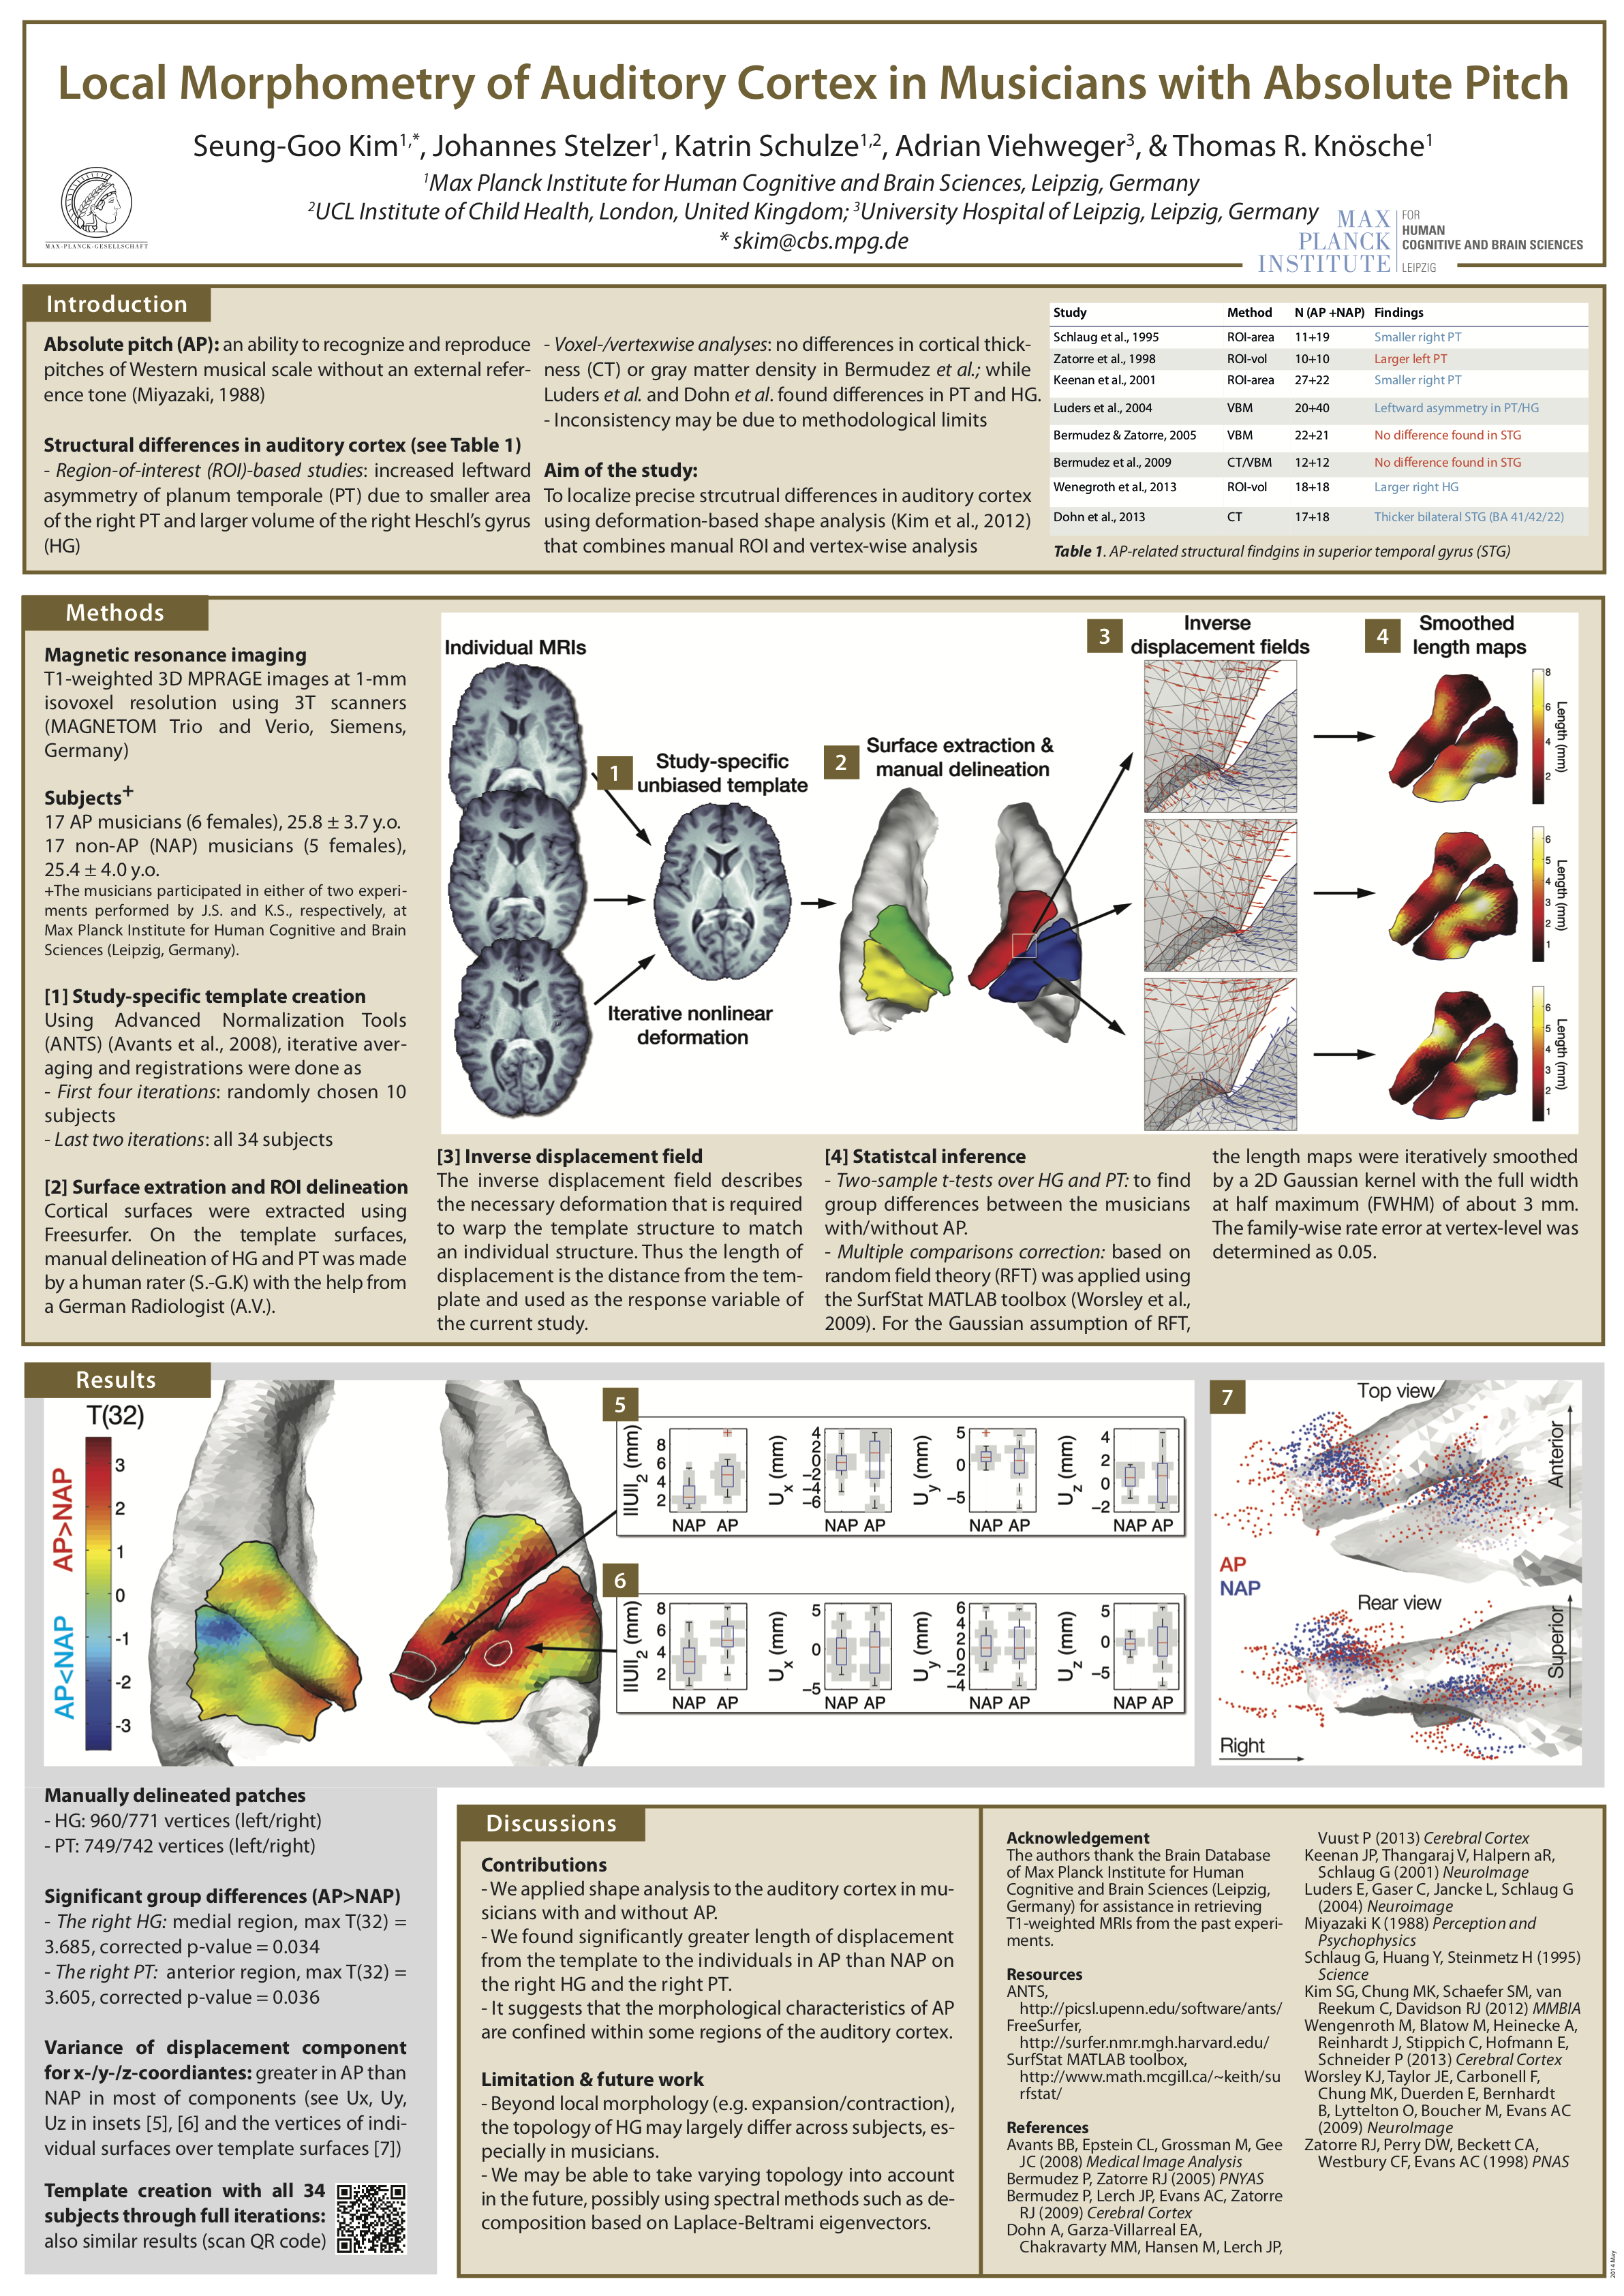 Local Morphometry of Auditory Cortex in Musicians with Absolute Pitch
Seung-Goo Kim1,*, Johannes Stelzer1, Katrin Schulze1,2, Adrian Viehweger3, & Thomas R. Knösche1
1Max Planck Institute for Human Cognitive and Brain Sciences, Leipzig, Germany
2UCL Institute of Child Health, London, United Kingdom; 3University Hospital of Leipzig, Leipzig, Germany
* skim@cbs.mpg.de
MAX-PLANCK-GESELLSCHAFT
MAX PLANCK INSTITUTE
FOR
HUMAN
COGNITIVE AND BRAIN SCIENCES
LEIPZIG
Introduction
Absolute pitch (AP): an ability to recognize and reproduce
pitches of Western musical scale without an external refer-
ence tone (Miyazaki, 1988)
Structural differences in auditory cortex (see Table 1)
- Region-of-interest (ROI)-based studies: increased leftward
asymmetry of planum temporale (PT) due to smaller area
of the right PT and larger volume of the right Heschl's gyrus
(HG)
- Voxel-/vertexwise analyses: no differences in cortical thick-
ness (CT) or gray matter density in Bermudez et al.; while
Luders et al. and Dohn et al. found differences in PT and HG.
- Inconsistency may be due to methodological limits
Aim of the study:
To localize precise strcutrual differences in auditory cortex
using deformation-based shape analysis (Kim et al., 2012)
that combines manual ROI and vertex-wise analysis
Study Method N (AP +NAP) Findings
Schlaug et al., 1995 ROI-area 11+19 Smaller right PT
Zatorre et al., 1998 ROI-vol 10+10 Larger left PT
Keenan et al., 2001 ROI-area 27+22 Smaller right PT
Luders et al., 2004 VBM 20+40 Leftward asymmetry in PT/HG
Bermudez & Zatorre, 2005 VBM 22+21 No difference found in STG
Bermudez et al., 2009 CT/VBM 12+12 No difference found in STG
Wenegroth et al., 2013 ROI-vol 18+18 Larger right HG
Dohn et al., 2013 CT 17+18 Thicker bilateral STG (BA 41/42/22)
Table 1. AP-related structural findgins in superior temporal gyrus (STG)
Methods
Magnetic resonance imaging
T1-weighted 3D MPRAGE images at 1-mm
isovoxel resolution using 3T scanners
(MAGNETOM Trio and Verio, Siemens,
Germany)
Subjects+
17 AP musicians (6 females), 25.8 ± 3.7 y.o.
17 non-AP (NAP) musicians (5 females),
25.4 ± 4.0 y.o.
+The musicians participated in either of two experi-
ments performed by J.S. and K.S., respectively, at
Max Planck Institute for Human Cognitive and Brain
Sciences (Leipzig, Germany).
[1] Study-specific template creation
Using Advanced Normalization Tools
(ANTS) (Avants et al., 2008), iterative aver-
aging and registrations were done as
- First four iterations: randomly chosen 10
subjects
- Last two iterations: all 34 subjects
[2] Surface extration and ROI delineation
Cortical surfaces were extracted using
Freesurfer. On the template surfaces,
manual delineation of HG and PT was made
by a human rater (S.-G.K) with the help from
a German Radiologist (A.V.).
Individual MRIs
1
Study-specific
unbiased template
Iterative nonlinear
deformation
2
Surface extraction &
manual delineation
3
Inverse
displacement fields
4
Smoothed
length maps
8
6
4
2
Length (mm)
6
5
4
3
2
1
Length (mm)
6
5
4
3
2
1
Length (mm)
[3] Inverse displacement field
The inverse displacement field describes
the necessary deformation that is required
to warp the template structure to match
an individual structure. Thus the length of
displacement is the distance from the tem-
plate and used as the response variable of
the current study.
[4] Statistcal inference
- Two-sample t-tests over HG and PT: to find
group differences between the musicians
with/without AP.
- Multiple comparisons correction: based on
random field theory (RFT) was applied using
the SurfStat MATLAB toolbox (Worsley et al.,
2009). For the Gaussian assumption of RFT,
the length maps were iteratively smoothed
by a 2D Gaussian kernel with the full width
at half maximum (FWHM) of about 3 mm.
The family-wise rate error at vertex-level was
determined as 0.05.
Results
T(32)
AP>NAP
AP<NAP
3
2
1
0
-1
-2
-3
5
||U||2 (mm)
8
6
4
2
NAP AP
Ux (mm)
4
2
0
−2
−4
−6
NAP AP
Uy (mm)
5
0
−5
NAP AP
Uz (mm)
4
2
0
−2
NAP AP
6
||U||2 (mm)
8
6
4
2
NAP AP
Ux (mm)
5
0
−5
NAP AP
Uy (mm)
6
4
2
0
−2
−4
NAP AP
Uz (mm)
5
0
−5
NAP AP
7
Top view
Anterior
AP
NAP
Rear view
Superior
Right
Manually delineated patches
- HG: 960/771 vertices (left/right)
- PT: 749/742 vertices (left/right)
Significant group differences (AP>NAP)
- The right HG: medial region, max T(32) =
3.685, corrected p-value = 0.034
- The right PT: anterior region, max T(32) =
3.605, corrected p-value = 0.036
Variance of displacement component
for x-/y-/z-coordiantes: greater in AP than
NAP in most of components (see Ux, Uy,
Uz in insets [5], [6] and the vertices of indi-
vidual surfaces over template surfaces [7])
Template creation with all 34
subjects through full iterations:
also similar results (scan QR code)
Discussions
Contributions
- We applied shape analysis to the auditory cortex in mu-
sicians with and without AP.
- We found significantly greater length of displacement
from the template to the individuals in AP than NAP on
the right HG and the right PT.
- It suggests that the morphological characteristics of AP
are confined within some regions of the auditory cortex.
Limitation & future work
- Beyond local morphology (e.g. expansion/contraction),
the topology of HG may largely differ across subjects, es-
pecially in musicians.
- We may be able to take varying topology into account
in the future, possibly using spectral methods such as de-
composition based on Laplace-Beltrami eigenvectors.
Acknowledgement
The authors thank the Brain Database
of Max Planck Institute for Human
Cognitive and Brain Sciences (Leipzig,
Germany) for assistance in retrieving
T1-weighted MRIs from the past experi-
ments.
Resources
ANTS,
http://picsl.upenn.edu/software/ants/
FreeSurfer,
http://surfer.nmr.mgh.harvard.edu/
SurfStat MATLAB toolbox,
http://www.math.mcgill.ca/~keith/su
rfstat/
References
Avants BB, Epstein CL, Grossman M, Gee
JC (2008) Medical Image Analysis
Bermudez P, Zatorre RJ (2005) PNYAS
Bermudez P, Lerch JP, Evans AC, Zatorre
RJ (2009) Cerebral Cortex
Dohn A, Garza-Villarreal EA,
Chakravarty MM, Hansen M, Lerch JP,
Vuust P (2013) Cerebral Cortex
Keenan JP, Thangaraj V, Halpern aR,
Schlaug G (2001) NeuroImage
Luders E, Gaser C, Jancke L, Schlaug G
(2004) Neuroimage
Miyazaki K (1988) Perception and
Psychophysics
Schlaug G, Huang Y, Steinmetz H (1995)
Science
Kim SG, Chung MK, Schaefer SM, van
Reekum C, Davidson RJ (2012) MMBIA
Wengenroth M, Blatow M, Heinecke A,
Reinhardt J, Stippich C, Hofmann E,
Schneider P (2013) Cerebral Cortex
Worsley KJ, Taylor JE, Carbonell F,
Chung MK, Duerden E, Bernhardt
B, Lyttelton O, Boucher M, Evans AC
(2009) NeuroImage
Zatorre RJ, Perry DW, Beckett CA,
Westbury CF, Evans AC (1998) PNAS
2014 May